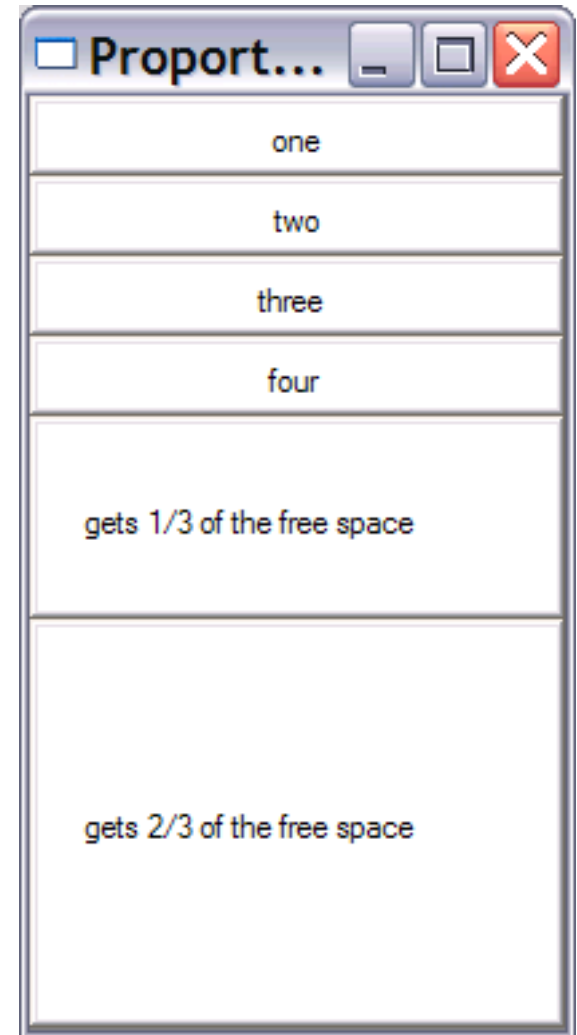 Proport...
one
two
three
four
gets 1/3 of the free space
gets 2/3 of the free space